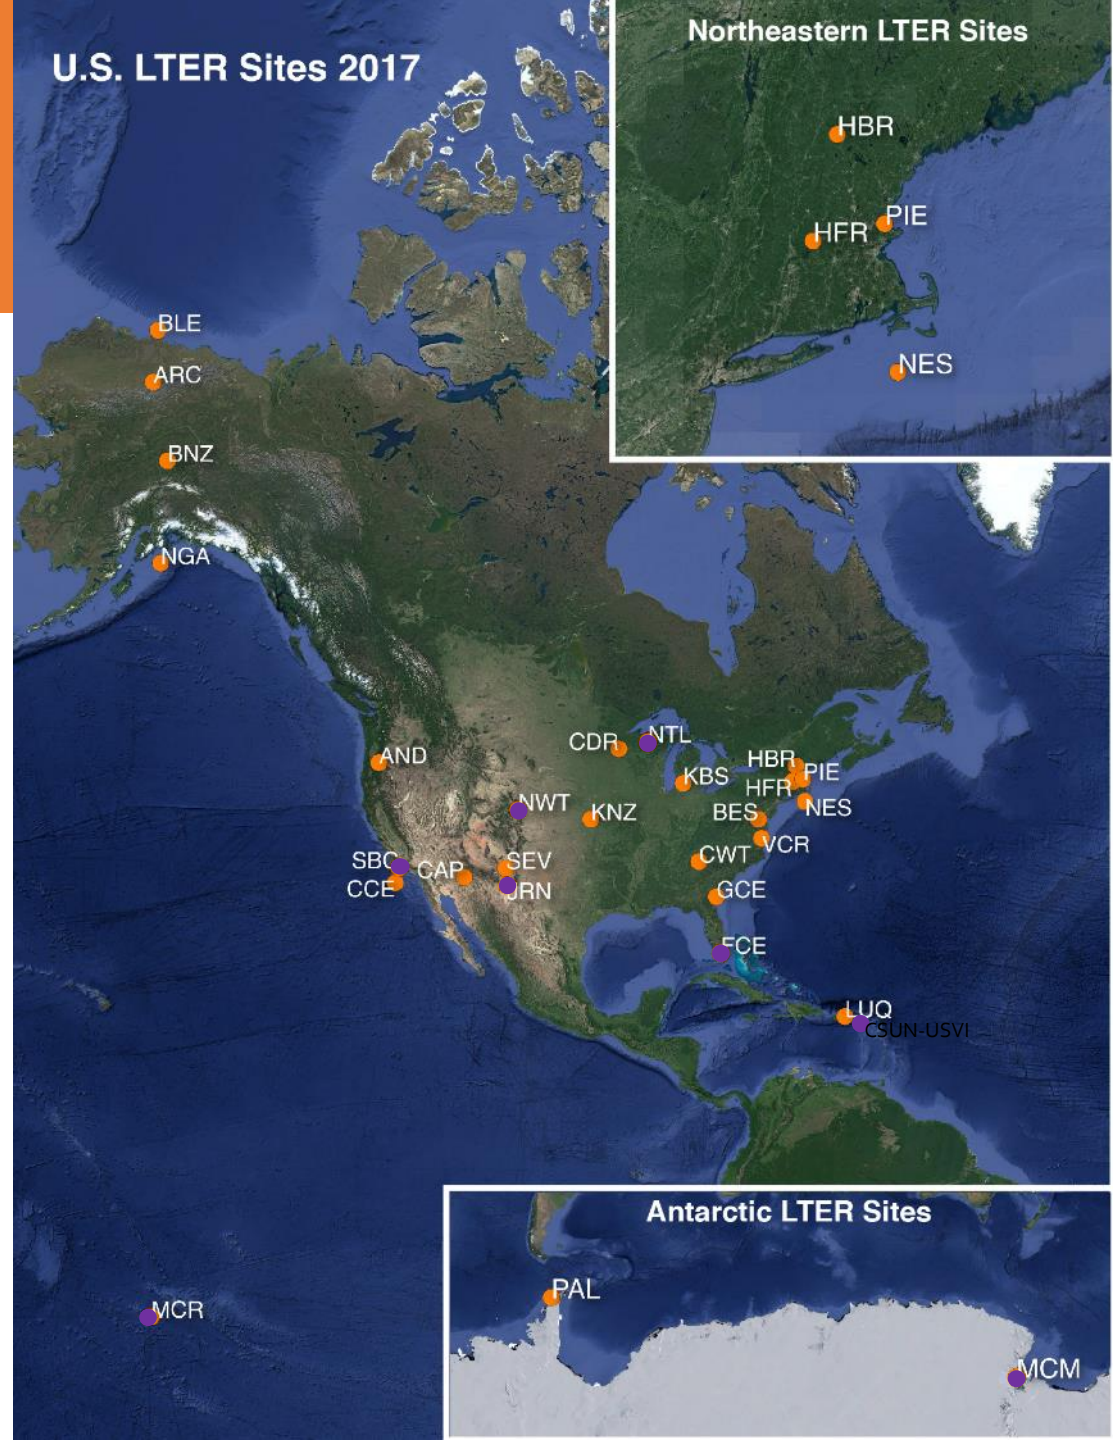 U.S. LTER Sites 2017
Northeastern LTER Sites
HBR
PIE
HFR
NES
BLE
ARC
BNZ
NGA
AND
CDR
NTL
KBS
HBR
PIE
HFR
NES
NWT
KNZ
BES
VCR
CWT
SBC
CAP
SEV
CCE
JRN
GCE
FCE
LUQ
CSUN-USVI
MCR
Antarctic LTER Sites
PAL
MCM